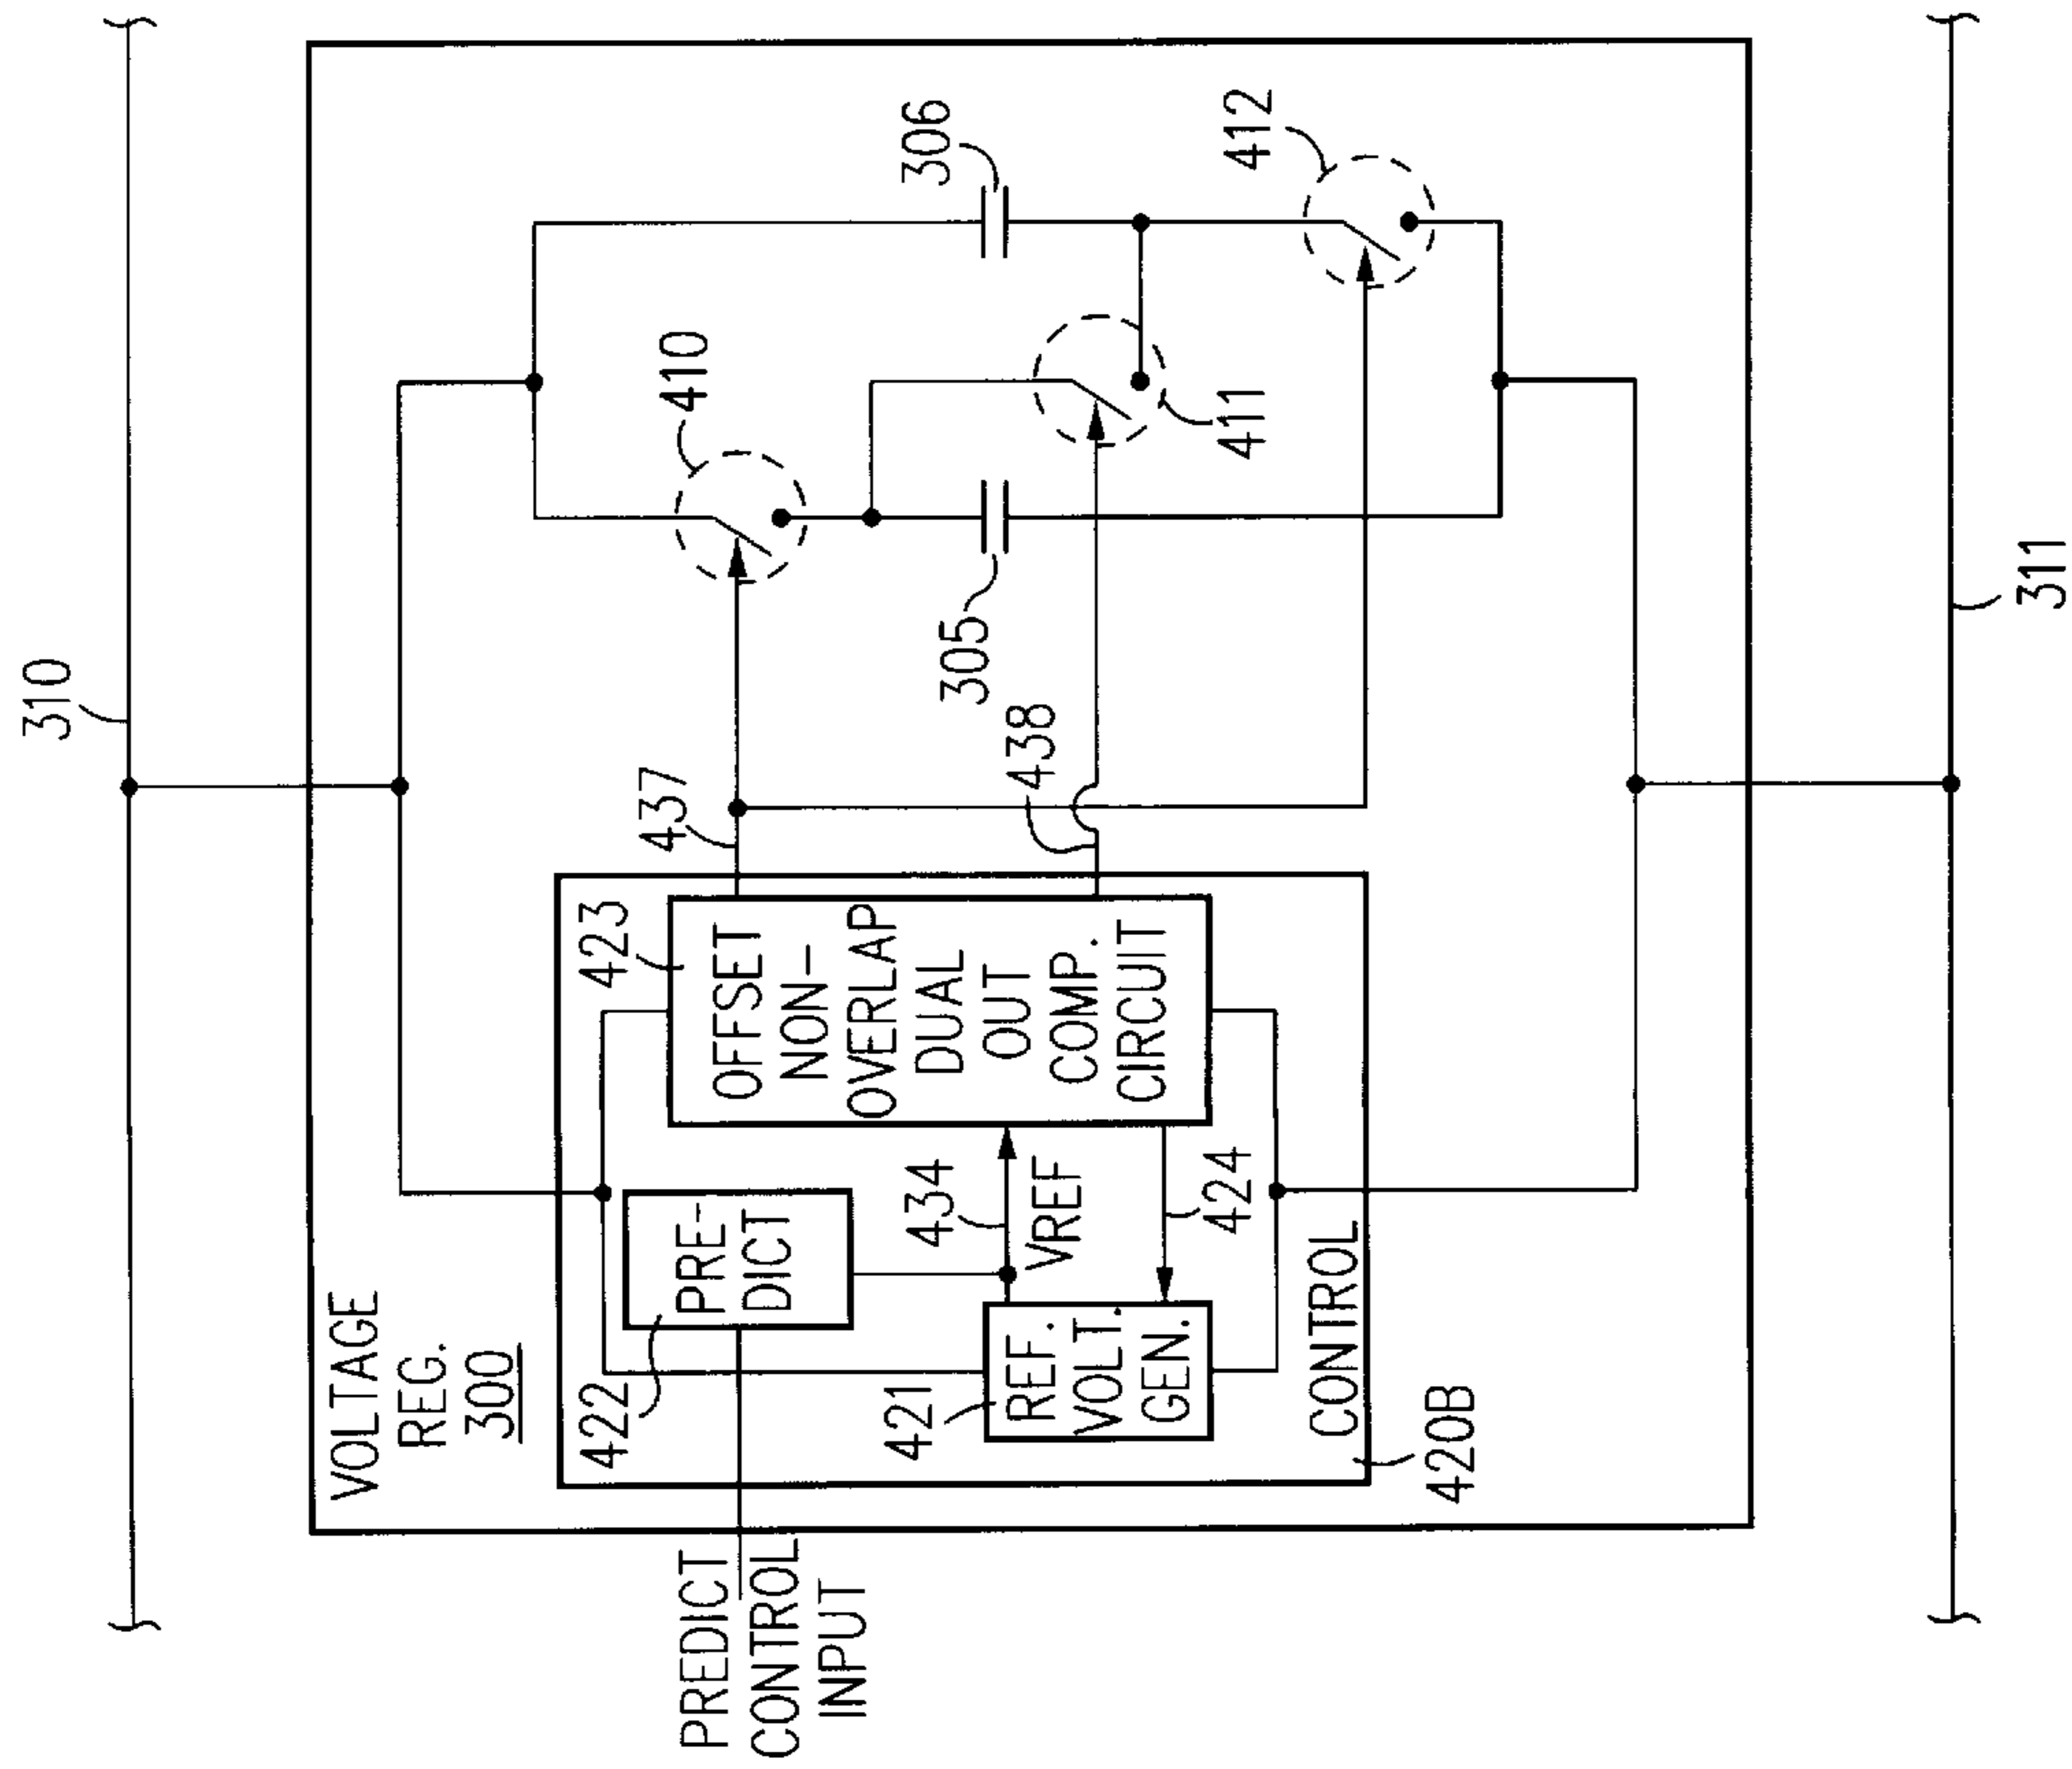 310
VOLTAGE
REG.
300
PREDICT
CONTROL
INPUT
422
PRE-
DICT
421
REF.
VOLT.
GEN.
434
VREF
424
423
OFFSET
NON-
OVERLAP
DUAL
OUT
COMP.
CIRCUIT
CONTROL
420B
437
438
410
305
411
306
412
311